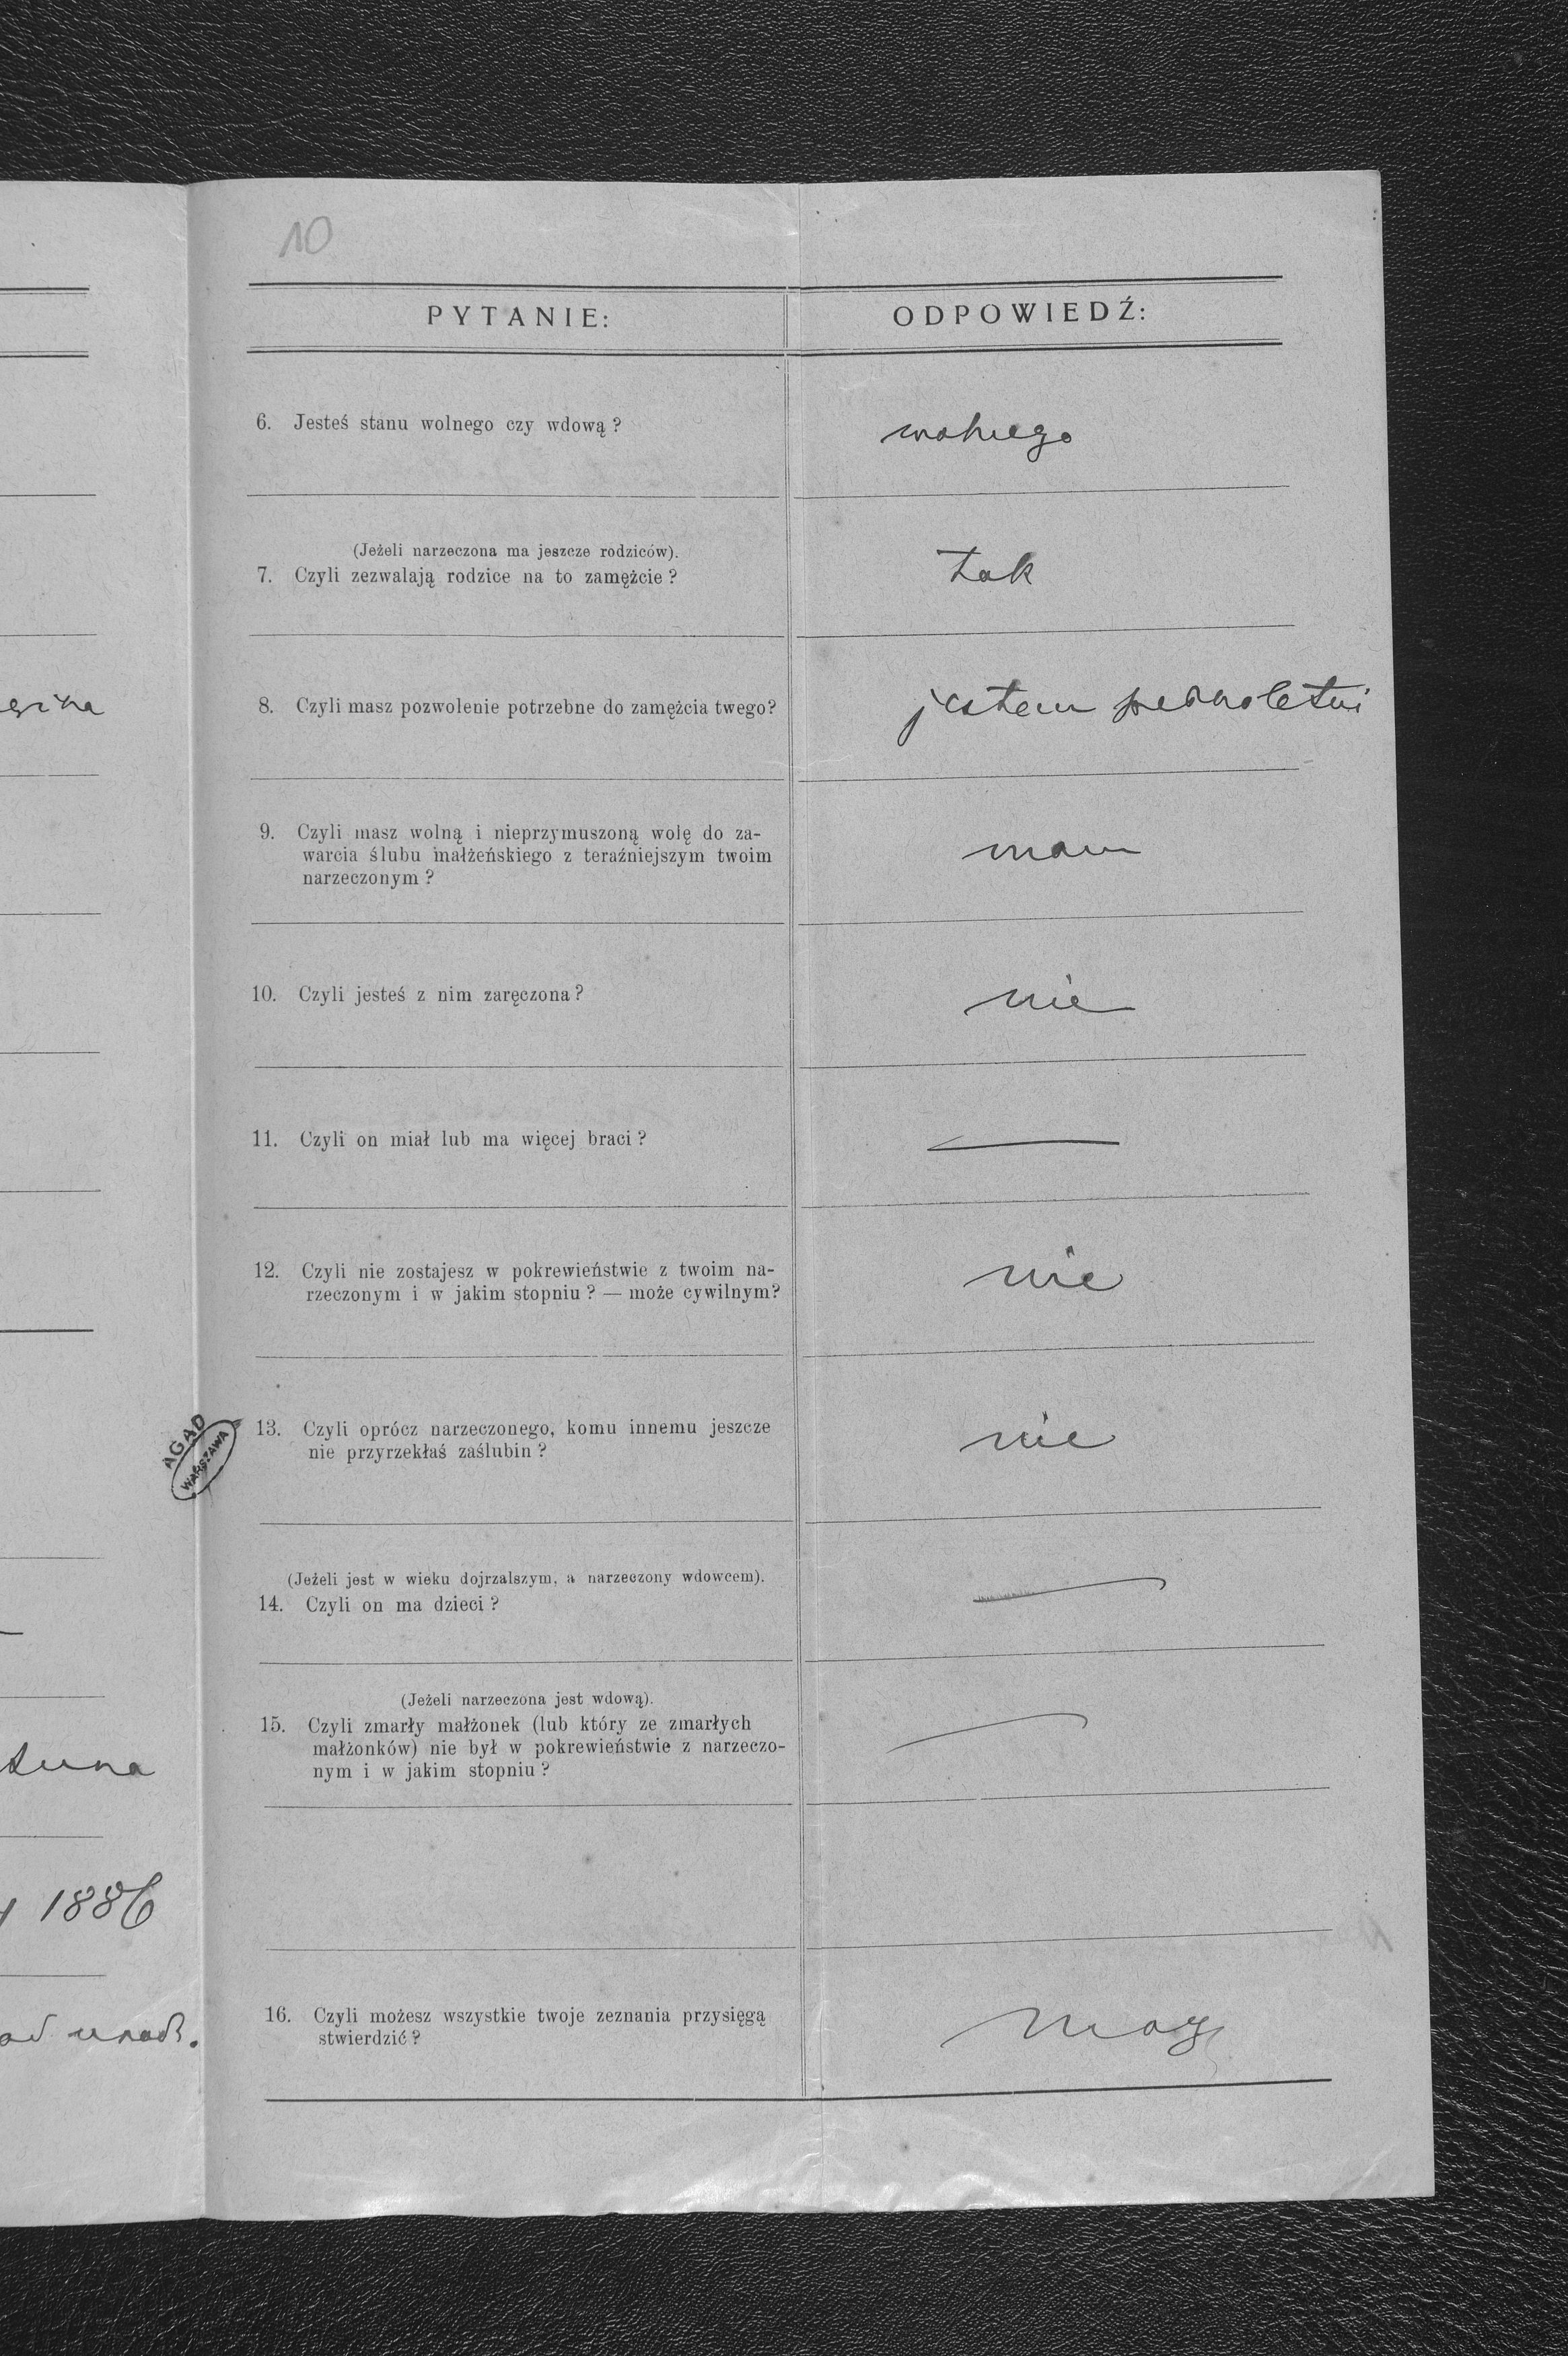 10
PYTANIE:
ODPOWIEDŹ:
6. Jesteś stanu wolnego czy wdową?
wolnego
(Jeżeli narzeczona ma jeszcze rodziców).
7. Czyli zezwalają rodzice na to zamęźcie?
tak
8. Czyli masz pozwolenie potrzebne do zamężcia twego?
jestem pełnoletni
9. Czyli masz wolną i nieprzymuszoną wolę do za-
warcia ślubu małżeńskiego z teraźniejszym twoim
narzeczonym?
mam
10. Czyli jesteś z nim zaręczona?
nie
11. Czyli on miał lub ma więcej braci?
—
12. Czyli nie zostajesz w pokrewieństwie z twoim na-
rzeczonym i w jakim stopniu? — może cywilnym?
nie
13. Czyli oprócz narzeczonego, komu innemu jeszcze
nie przyrzekłaś zaślubin?
nie
(Jeżeli jest w wieku dojrzalszym, a narzeczony wdowcem).
14. Czyli on ma dzieci?
—
(Jeżeli narzeczona jest wdową).
15. Czyli zmarły małżonek (lub który ze zmarłych
małżonków) nie był w pokrewieństwie z narzeczo-
nym i w jakim stopniu?
—
16. Czyli możesz wszystkie twoje zeznania przysięgą
stwierdzić?
mogę
AGAD
WARSZAWA
1886